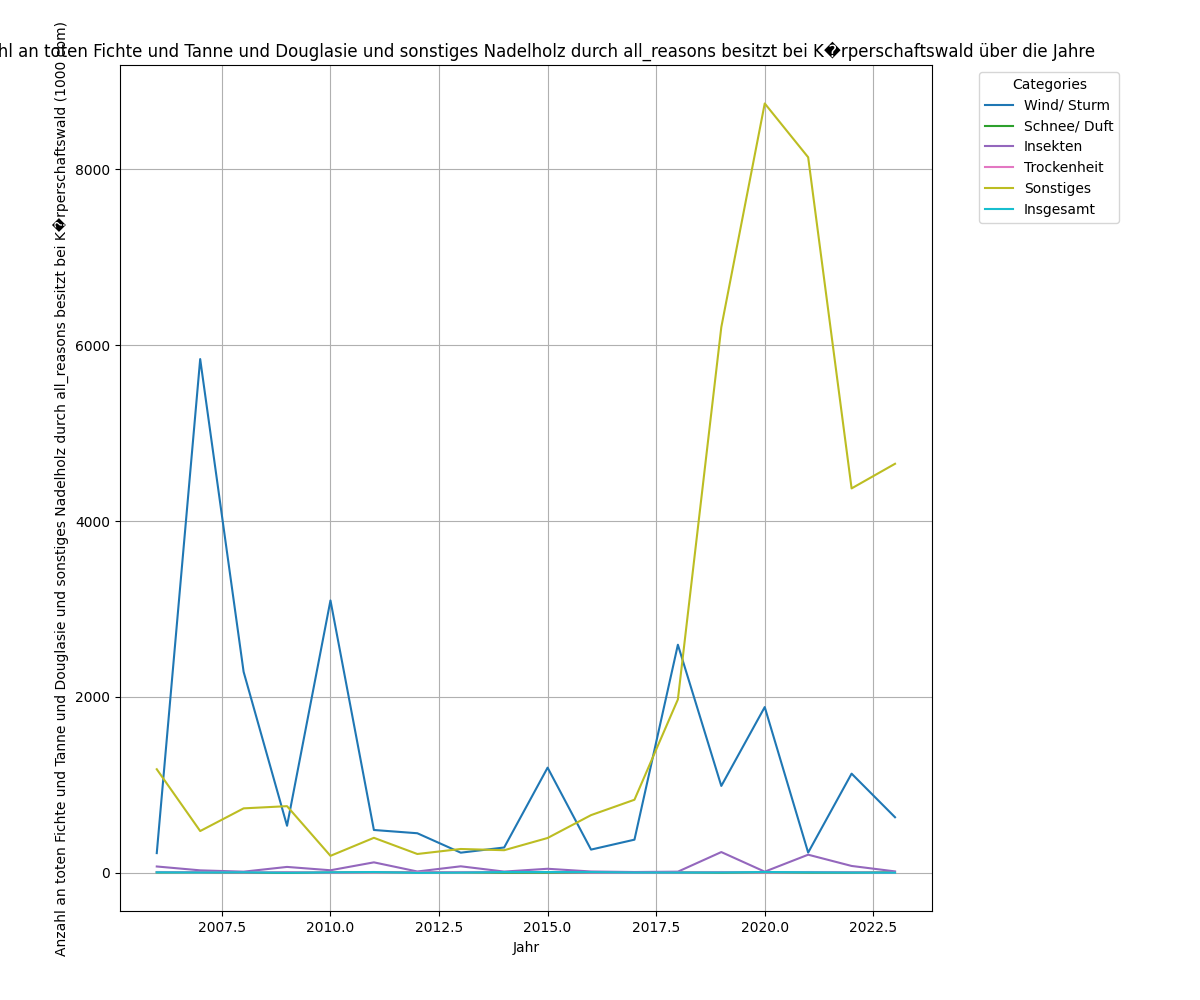 hl an toten Fichte und Tanne und Douglasie und sonstiges Nadelholz durch all_reasons besitzt bei K�rperschaftswald über die Jahre
Anzahl an toten Fichte und Tanne und Douglasie und sonstiges Nadelholz durch all_reasons besitzt bei K�rperschaftswald (1000 cbm)
Categories
Wind/ Sturm
Schnee/ Duft
Insekten
Trockenheit
Sonstiges
Insgesamt
8000
6000
4000
2000
0
2007.5 2010.0 2012.5 2015.0 2017.5 2020.0 2022.5
Jahr